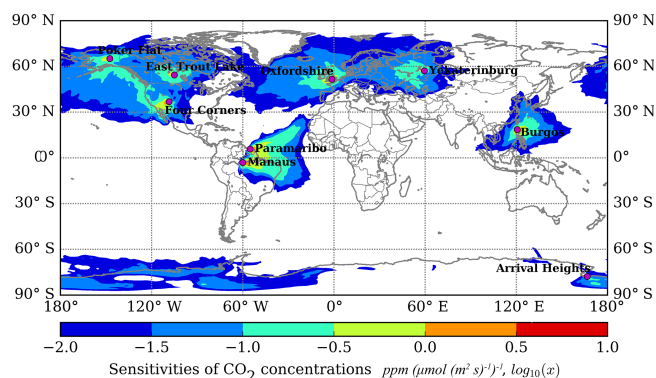 90° N 90° N
Poker Flat
60° N East Trout Lake Oxfordshire Yekaterinburg 60° N
30° N Four Corners Burgos 30° N
Paramaribo
0° Manaus 0°
30° S 30° S
60° S 60° S
Arrival Heights
90° S 90° S
180° 120° W 60° W 0° 60° E 120° E 180°
−2.0 −1.5 −1.0 −0.5 0.0 0.5 1.0
Sensitivities of CO₂ concentrations ppm (μmol (m² s)⁻¹)⁻¹, log₁₀(x)